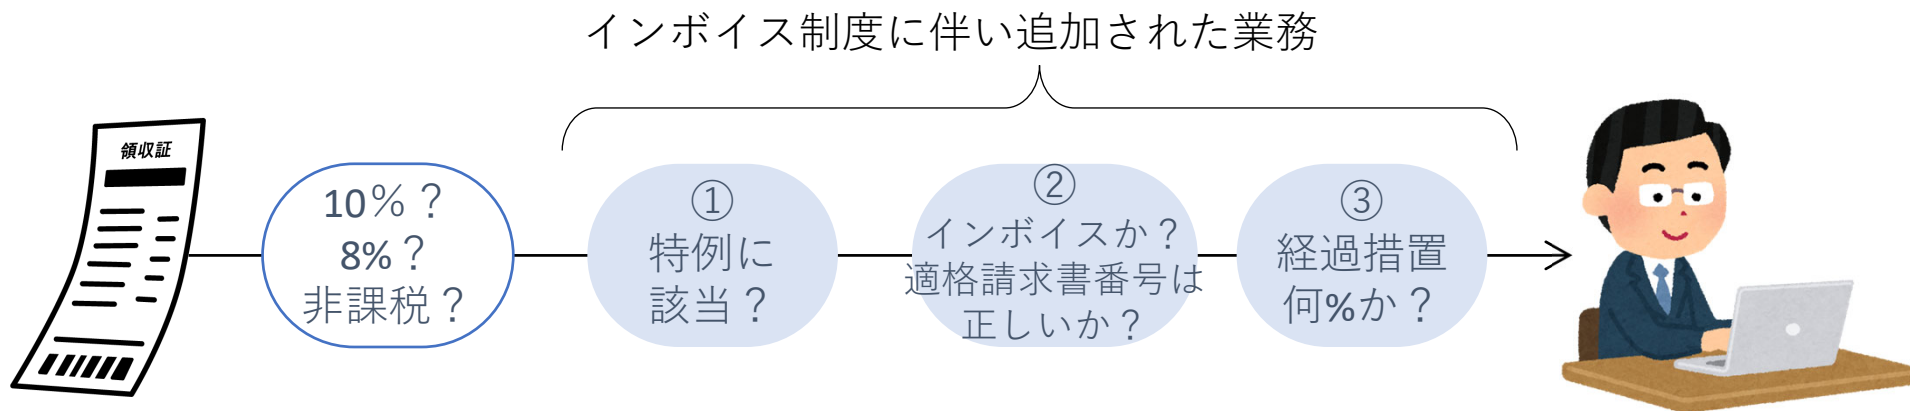 インボイス制度に伴い追加された業務
領収証
10%？
8%？
非課税？
①
特例に
該当？
②
インボイスか？
適格請求書番号は
正しいか？
③
経過措置
何%か？